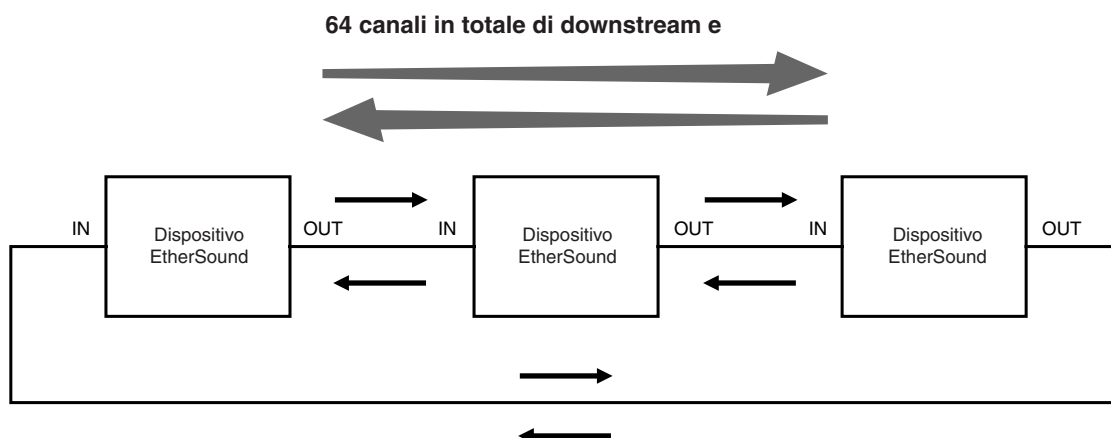 64 canali in totale di downstream e
IN
Dispositivo
EtherSound
OUT
IN
Dispositivo
EtherSound
OUT
IN
Dispositivo
EtherSound
OUT